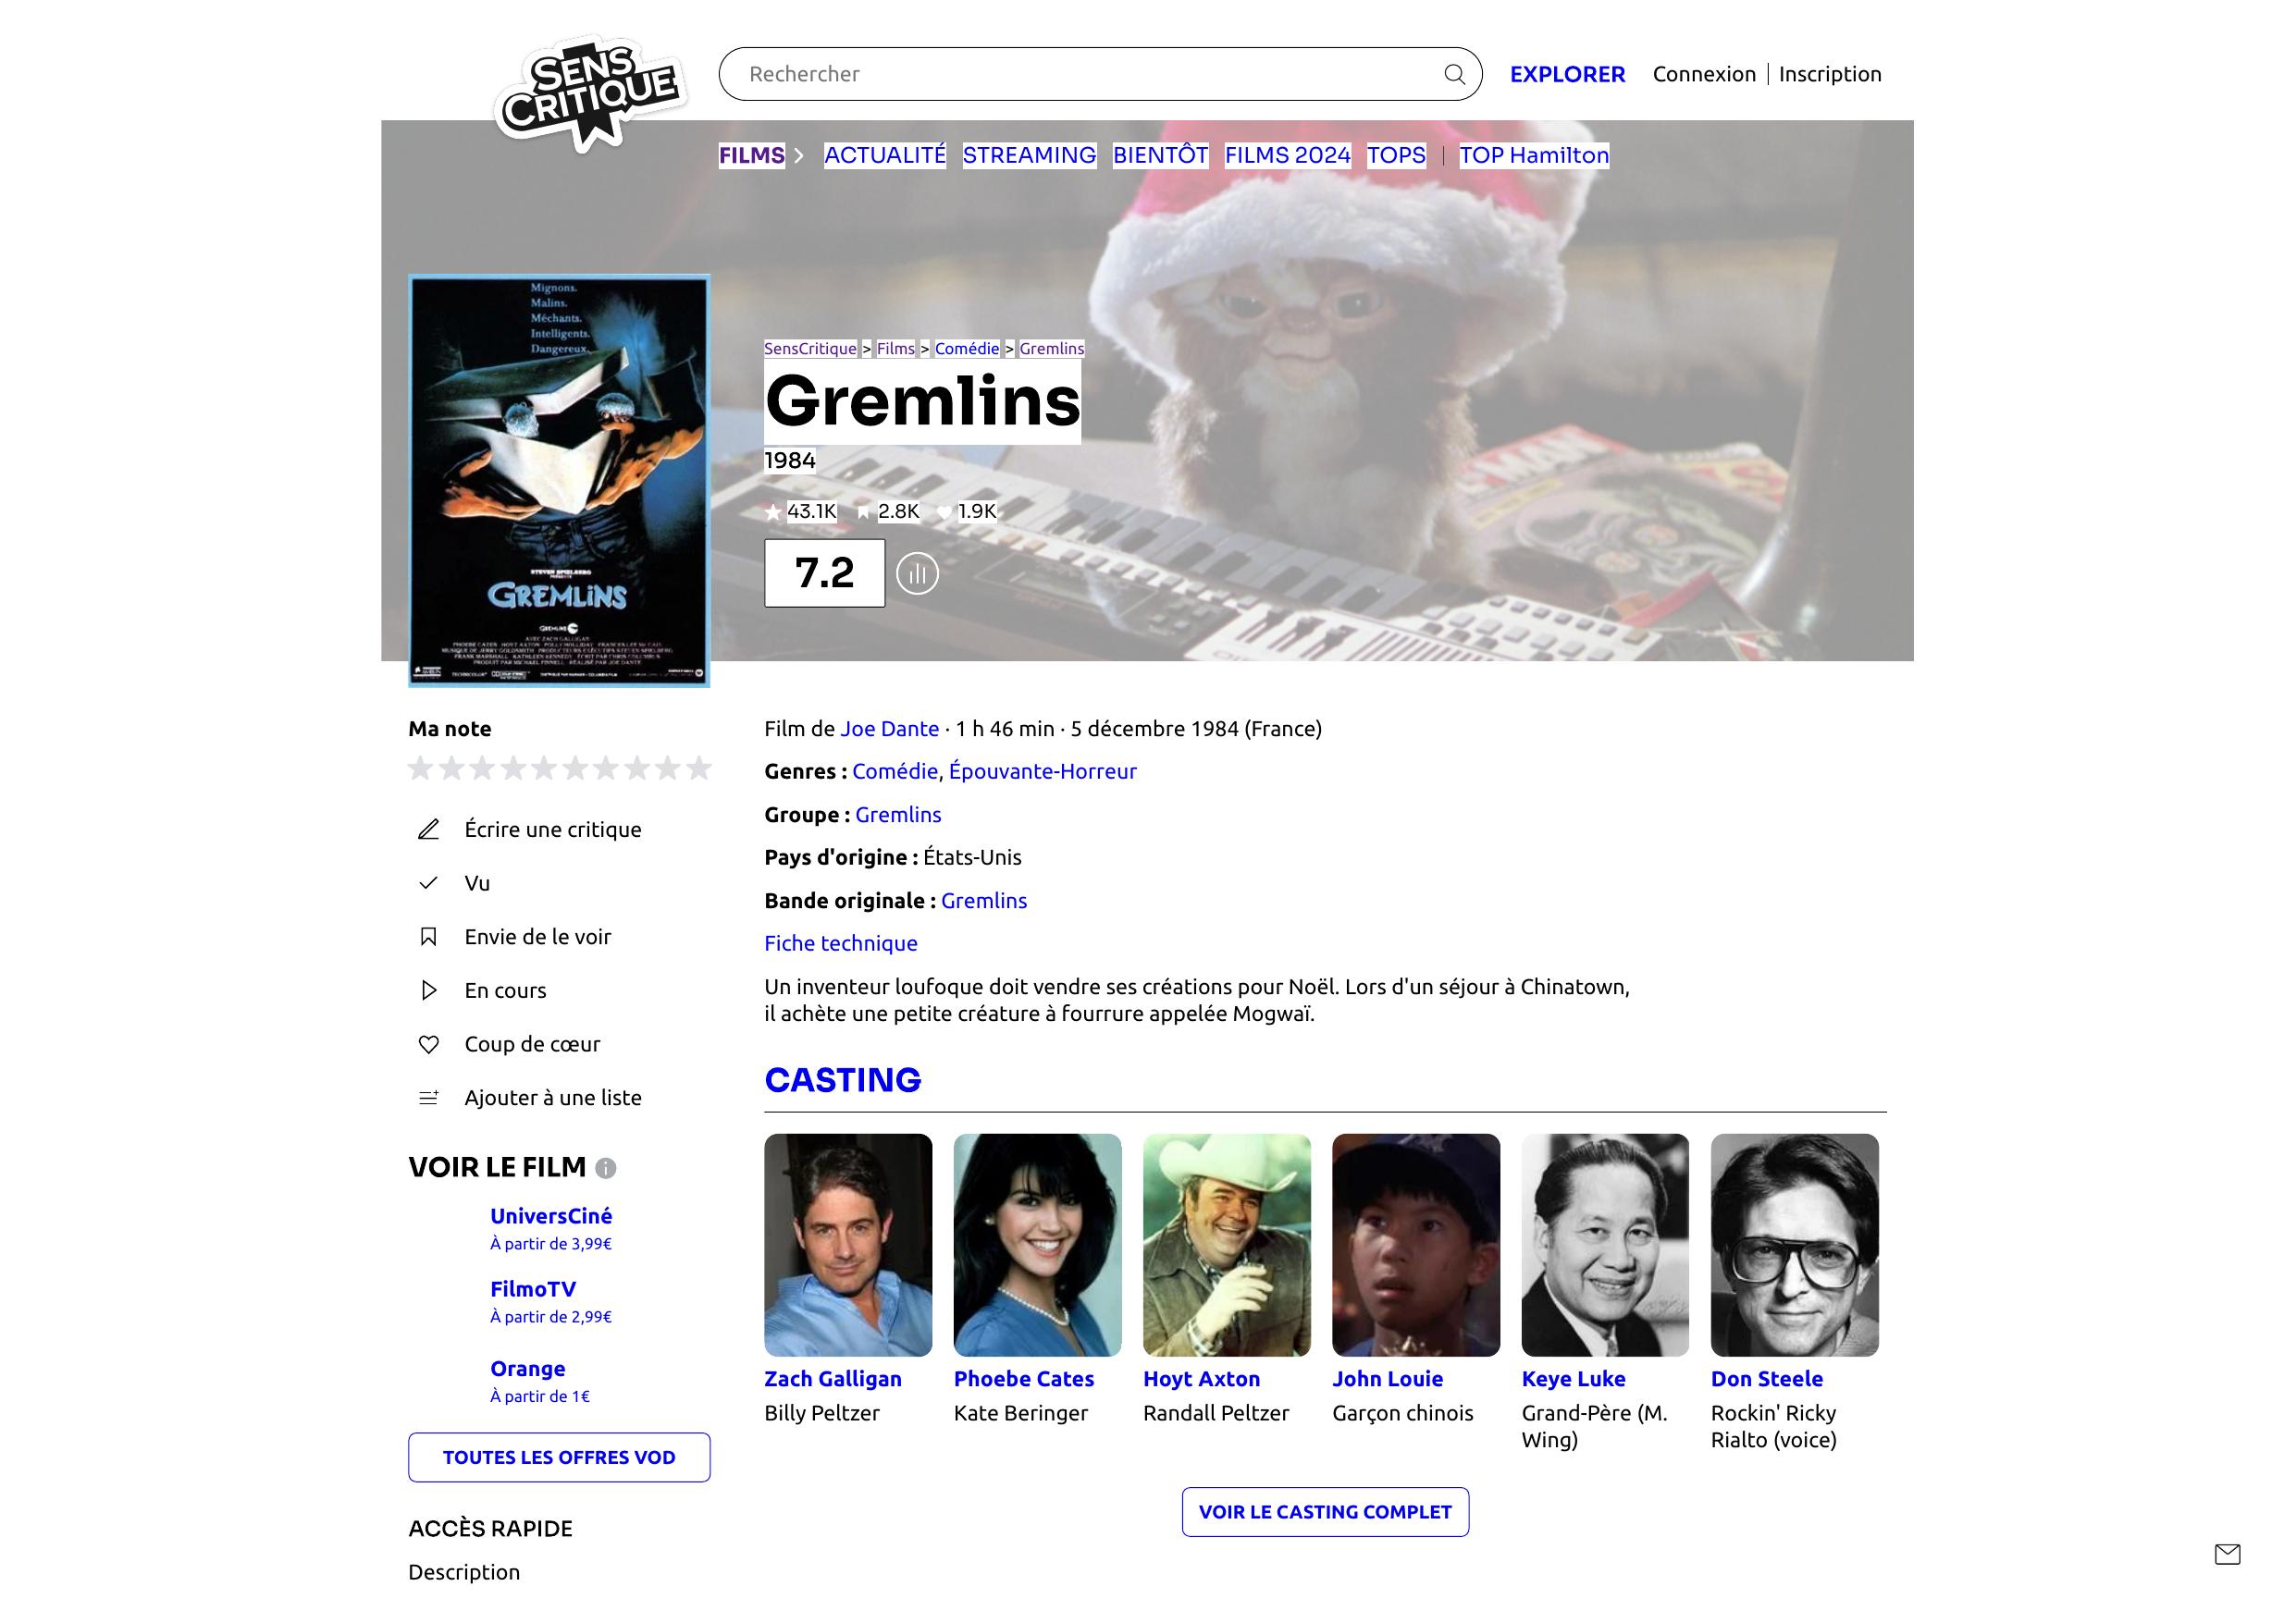 SENS
CRITIQUE
Rechercher
EXPLORER
Connexion
Inscription
FILMS
ACTUALITÉ
STREAMING
BIENTÔT
FILMS 2024
TOPS
TOP Hamilton
Mignons.
Malins.
Méchants.
Intelligents.
Dangereux.
STEVEN SPIELBERG
GREMLINS
SensCritique > Films > Comédie > Gremlins
Gremlins
1984
43.1K 2.8K 1.9K
7.2
Ma note
Écrire une critique
Vu
Envie de le voir
En cours
Coup de cœur
Ajouter à une liste
VOIR LE FILM
UniversCiné
À partir de 3,99€
FilmoTV
À partir de 2,99€
Orange
À partir de 1€
TOUTES LES OFFRES VOD
ACCÈS RAPIDE
Description
Film de Joe Dante · 1 h 46 min · 5 décembre 1984 (France)
Genres : Comédie, Épouvante-Horreur
Groupe : Gremlins
Pays d'origine : États-Unis
Bande originale : Gremlins
Fiche technique
Un inventeur loufoque doit vendre ses créations pour Noël. Lors d'un séjour à Chinatown,
il achète une petite créature à fourrure appelée Mogwaï.
CASTING
Zach Galligan
Billy Peltzer
Phoebe Cates
Kate Beringer
Hoyt Axton
Randall Peltzer
John Louie
Garçon chinois
Keye Luke
Grand-Père (M.
Wing)
Don Steele
Rockin' Ricky
Rialto (voice)
VOIR LE CASTING COMPLET